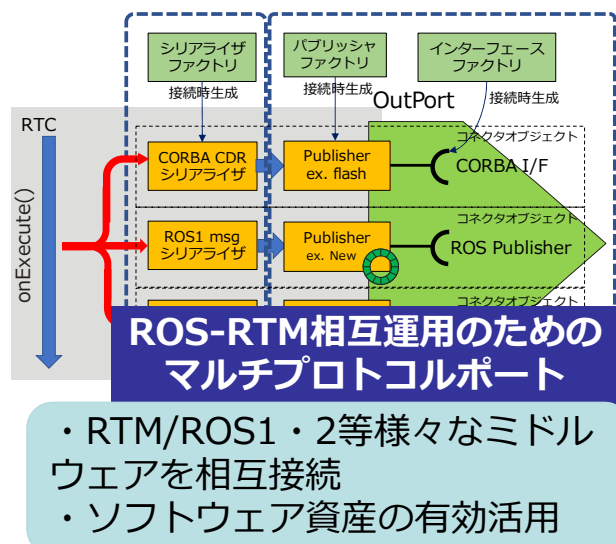 シリアライザ
ファクトリ
パブリッシャ
ファクトリ
インターフェース
ファクトリ
接続時生成
接続時生成
接続時生成
OutPort
RTC
onExecute()
コネクタオブジェクト
CORBA CDR
シリアライザ
Publisher
ex. flash
CORBA I/F
コネクタオブジェクト
ROS1 msg
シリアライザ
Publisher
ex. New
ROS Publisher
コネクタオブジェクト
ROS-RTM相互運用のための
マルチプロトコルポート
・RTM/ROS1・2等様々なミドル
ウェアを相互接続
・ソフトウェア資産の有効活用